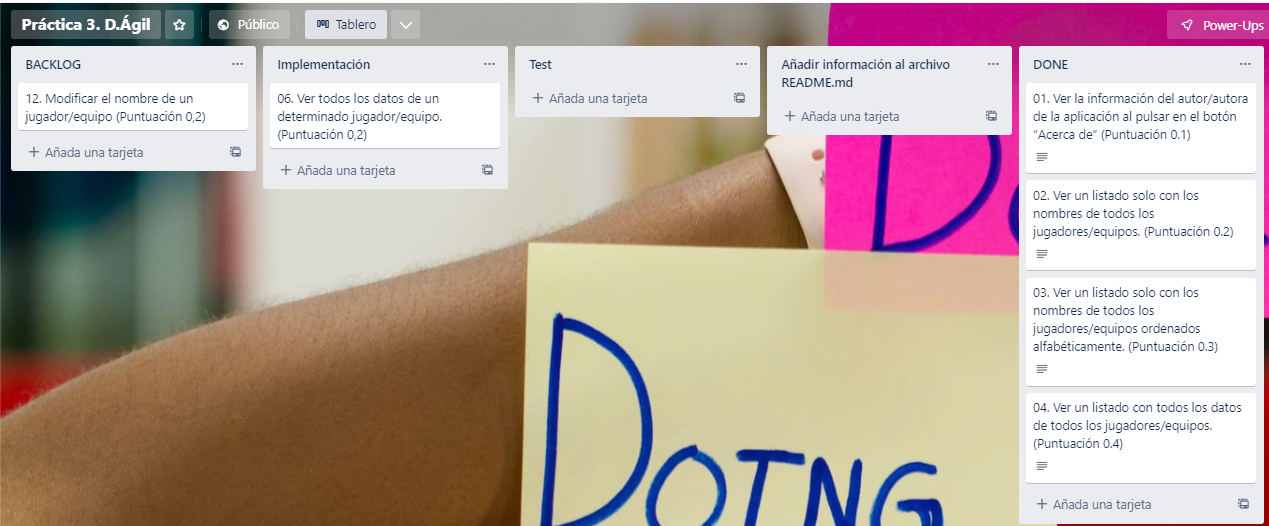 Práctica 3. D.Ágil
Público
Tablero
Power-Ups
BACKLOG
12. Modificar el nombre de un
jugador/equipo (Puntuación 0,2)
+ Añada una tarjeta
Implementación
06. Ver todos los datos de un
determinado jugador/equipo.
(Puntuación 0,2)
+ Añada una tarjeta
Test
+ Añada una tarjeta
Añadir información al archivo
README.md
+ Añada una tarjeta
DONE
01. Ver la información del autor/autora
de la aplicación al pulsar en el botón
“Acerca de” (Puntuación 0.1)
02. Ver un listado solo con los
nombres de todos los
jugadores/equipos. (Puntuación 0.2)
03. Ver un listado solo con los
nombres de todos los
jugadores/equipos ordenados
alfabéticamente. (Puntuación 0.3)
04. Ver un listado con todos los datos
de todos los jugadores/equipos.
(Puntuación 0.4)
+ Añada una tarjeta
DOING